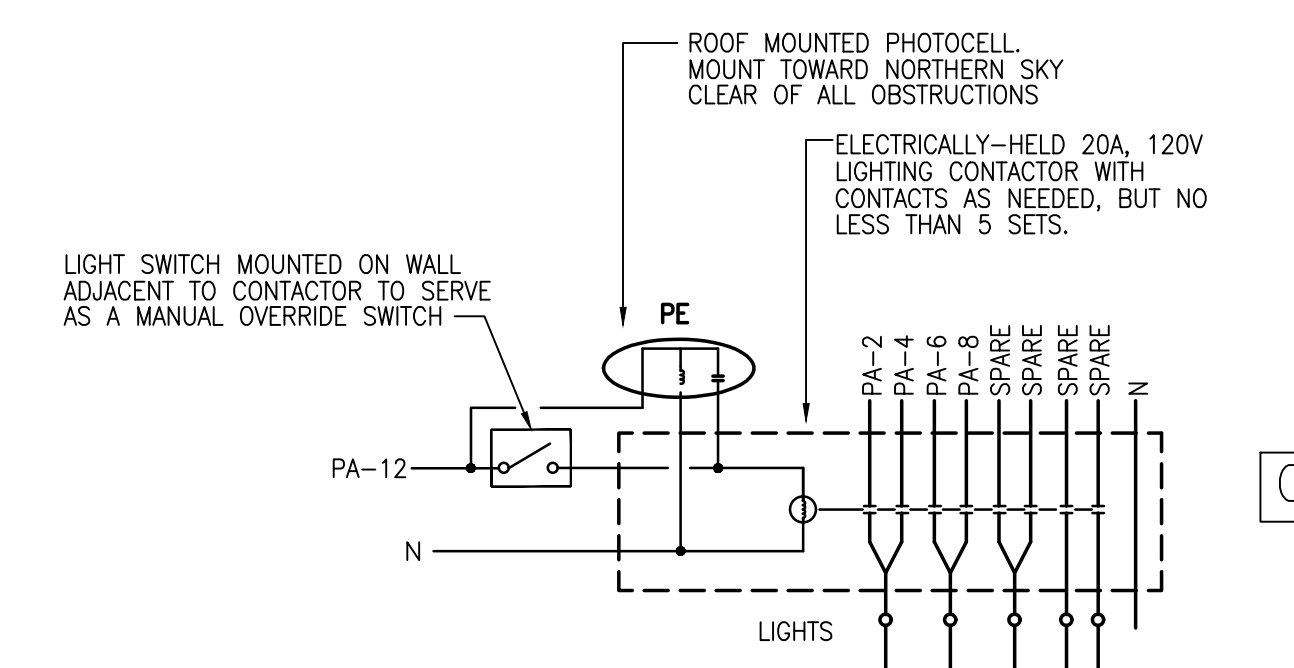 ROOF MOUNTED PHOTOCELL.
MOUNT TOWARD NORTHERN SKY
CLEAR OF ALL OBSTRUCTIONS
ELECTRICALLY-HELD 20A, 120V
LIGHTING CONTACTOR WITH
CONTACTS AS NEEDED, BUT NO
LESS THAN 5 SETS.
LIGHT SWITCH MOUNTED ON WALL
ADJACENT TO CONTACTOR TO SERVE
AS A MANUAL OVERRIDE SWITCH
PE
PA-2
PA-4
PA-6
PA-8
SPARE
SPARE
SPARE
SPARE
N
PA-12
N
LIGHTS